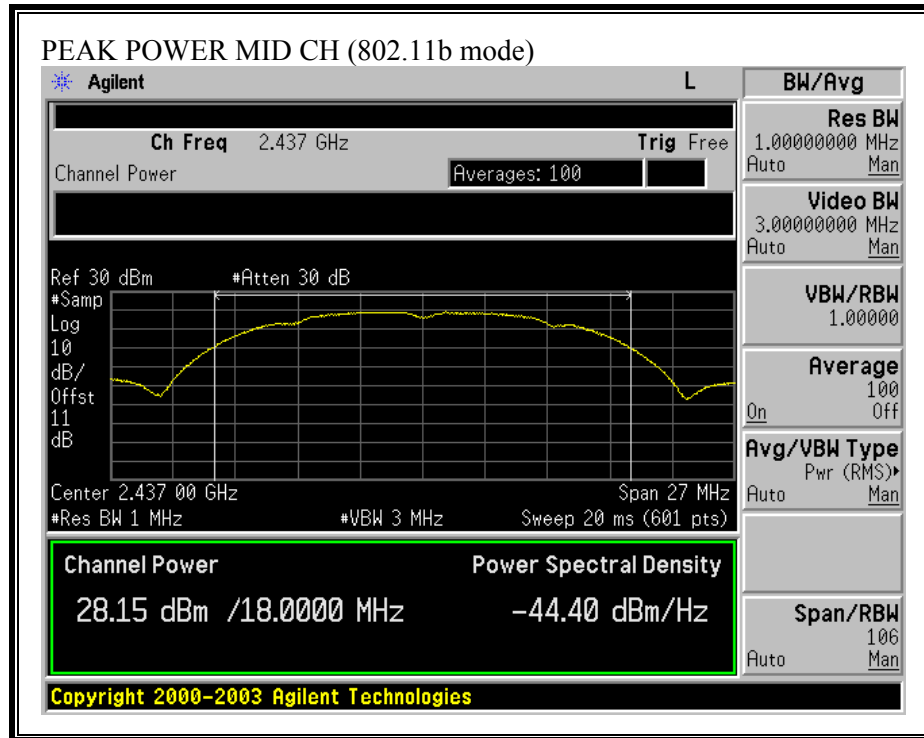 PEAK POWER MID CH (802.11b mode)
Agilent L
Ch Freq 2.437 GHz Trig Free
Channel Power Averages: 100
Ref 30 dBm #Atten 30 dB
#Samp
Log
10
dB/
Offst
11
dB
Center 2.437 00 GHz Span 27 MHz
#Res BW 1 MHz #VBW 3 MHz Sweep 20 ms (601 pts)
Channel Power Power Spectral Density
28.15 dBm /18.0000 MHz -44.40 dBm/Hz
Copyright 2000-2003 Agilent Technologies
BW/Avg
Res BW
1.00000000 MHz
Auto Man
Video BW
3.00000000 MHz
Auto Man
VBW/RBW
1.00000
Average
100
On Off
Avg/VBW Type
Pwr (RMS)▸
Auto Man
Span/RBW
106
Auto Man